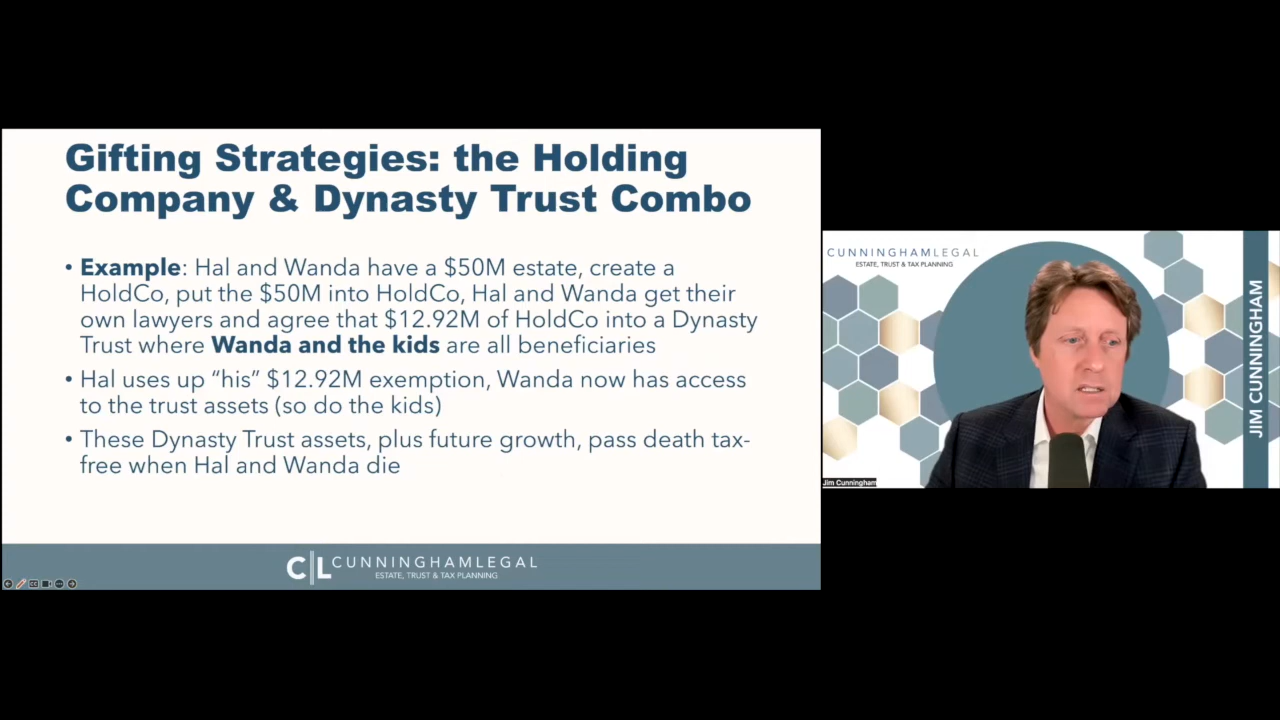 Gifting Strategies: the Holding
Company & Dynasty Trust Combo
• Example: Hal and Wanda have a $50M estate, create a
HoldCo, put the $50M into HoldCo, Hal and Wanda get their
own lawyers and agree that $12.92M of HoldCo into a Dynasty
Trust where Wanda and the kids are all beneficiaries
• Hal uses up “his” $12.92M exemption, Wanda now has access
to the trust assets (so do the kids)
• These Dynasty Trust assets, plus future growth, pass death tax-
free when Hal and Wanda die
CL CUNNINGHAMLEGAL
ESTATE, TRUST & TAX PLANNING
CUNNINGHAMLEGAL
ESTATE, TRUST & TAX PLANNING
JIM CUNNINGHAM
Jim Cunningham